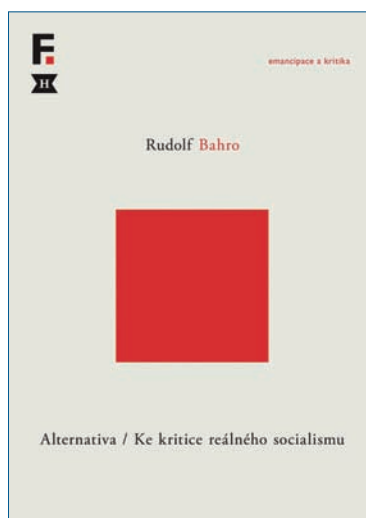 F.
H
emancipace a kritika
Rudolf Bahro
Alternativa / Ke kritice reálného socialismu